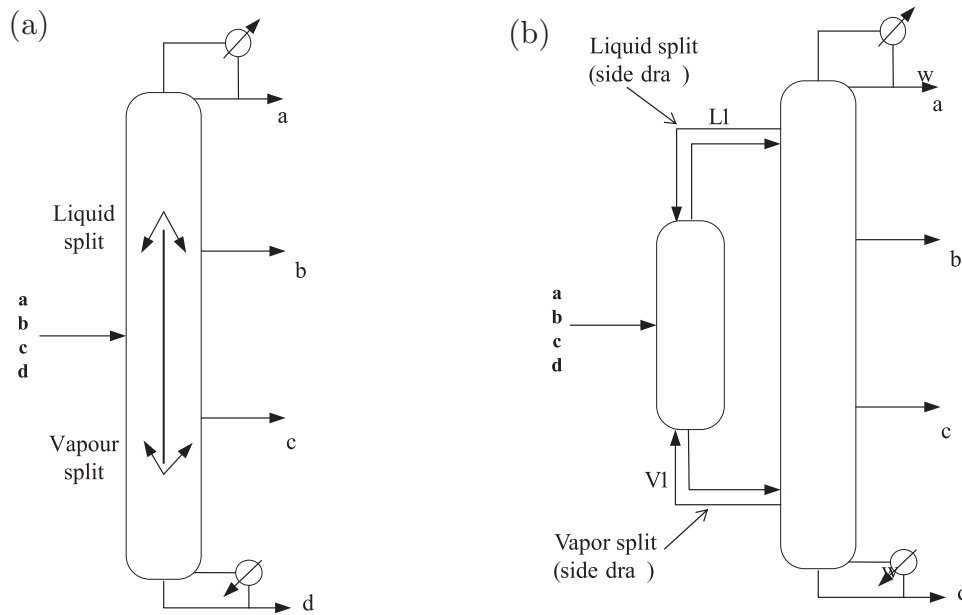 (a)
a
Liquid
split
b
a
b
c
d
c
Vapour
split
d
(b)
Liquid split
(side dra )
w
a
L1
b
a
b
c
d
c
V1
Vapor split
(side dra )
w
d